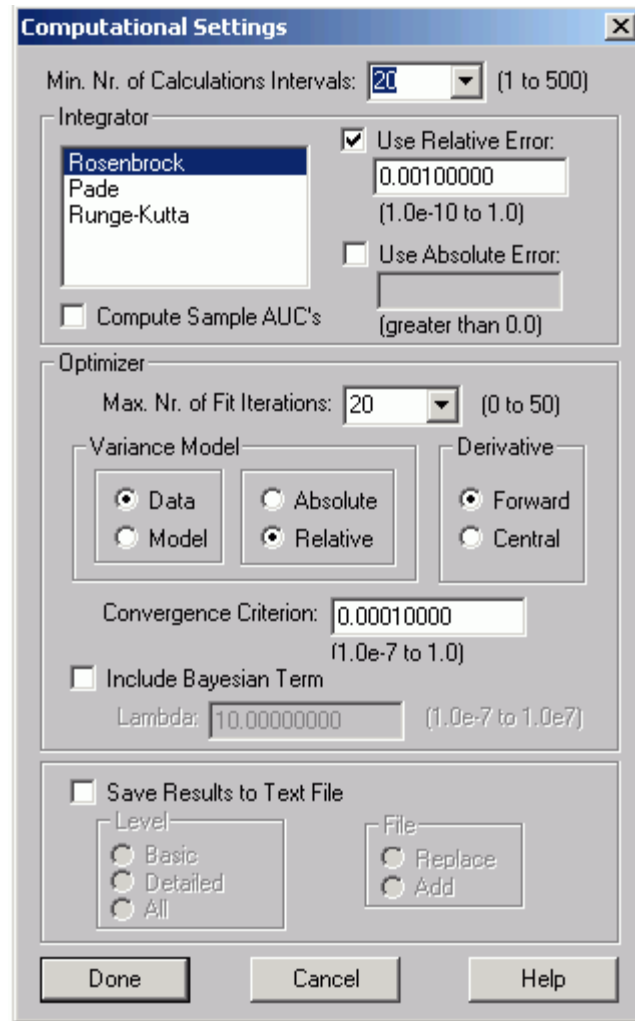 Computational Settings
Min. Nr. of Calculations Intervals: 20 (1 to 500)
Integrator
Rosenbrock
Pade
Runge-Kutta
Use Relative Error:
0.00100000
(1.0e-10 to 1.0)
Use Absolute Error:
(greater than 0.0)
Compute Sample AUC's
Optimizer
Max. Nr. of Fit Iterations: 20 (0 to 50)
Variance Model
Data
Model
Absolute
Relative
Derivative
Forward
Central
Convergence Criterion: 0.00010000
(1.0e-7 to 1.0)
Include Bayesian Term
Lambda: 10.00000000 (1.0e-7 to 1.0e7)
Save Results to Text File
Level
Basic
Detailed
All
File
Replace
Add
Done Cancel Help